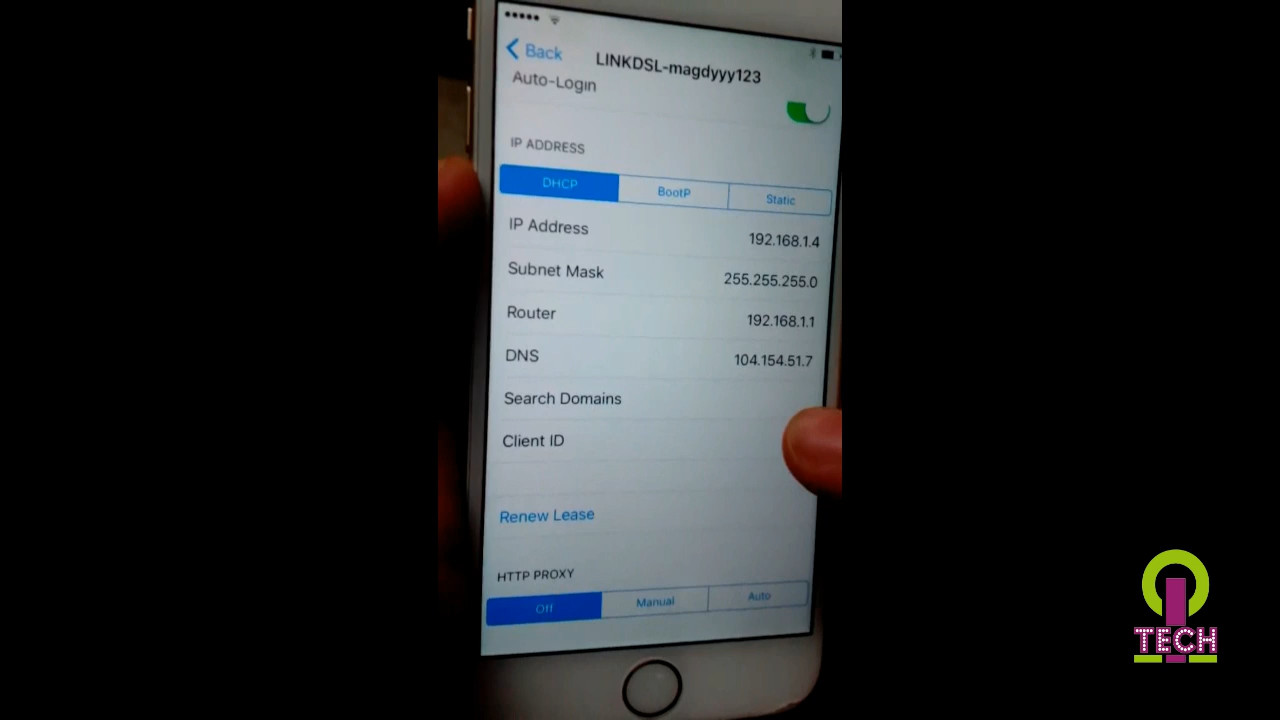 Back
LINKDSL-magdyyy123
Auto-Login
IP ADDRESS
DHCP BootP Static
IP Address 192.168.1.4
Subnet Mask 255.255.255.0
Router 192.168.1.1
DNS 104.154.51.7
Search Domains
Client ID
Renew Lease
HTTP PROXY
Off Manual Auto
TECH